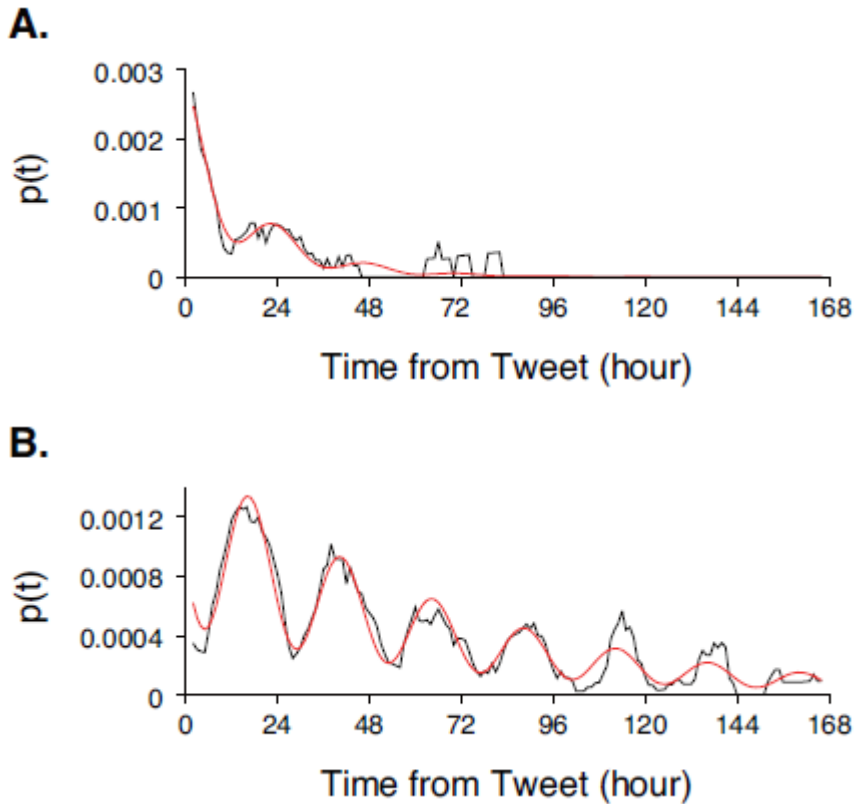 A.
0.003
0.002
0.001
0
p(t)
0 24 48 72 96 120 144 168
Time from Tweet (hour)
B.
0.0012
0.0008
0.0004
0
p(t)
0 24 48 72 96 120 144 168
Time from Tweet (hour)